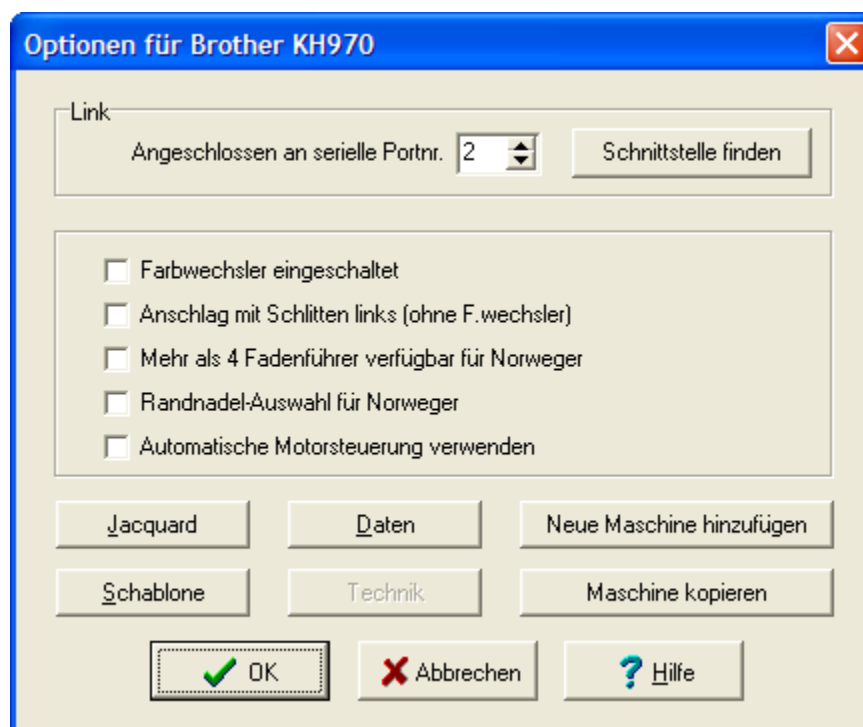 Optionen für Brother KH970
Link
Angeschlossen an serielle Portnr. 2 Schnittstelle finden
Farbwechsler eingeschaltet
Anschlag mit Schlitten links (ohne F.wechsler)
Mehr als 4 Fadenführer verfügbar für Norweger
Randnadel-Auswahl für Norweger
Automatische Motorsteuerung verwenden
Jacquard Daten Neue Maschine hinzufügen
Schablone Technik Maschine kopieren
OK Abbrechen ? Hilfe